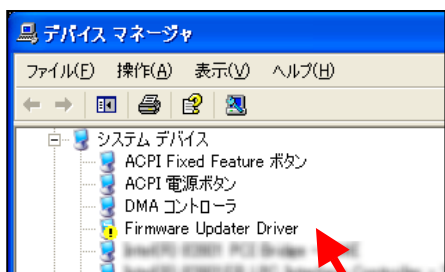 デバイス マネージャ
ファイル(F) 操作(A) 表示(V) ヘルプ(H)
システム デバイス
ACPI Fixed Feature ボタン
ACPI 電源ボタン
DMA コントローラ
Firmware Updater Driver